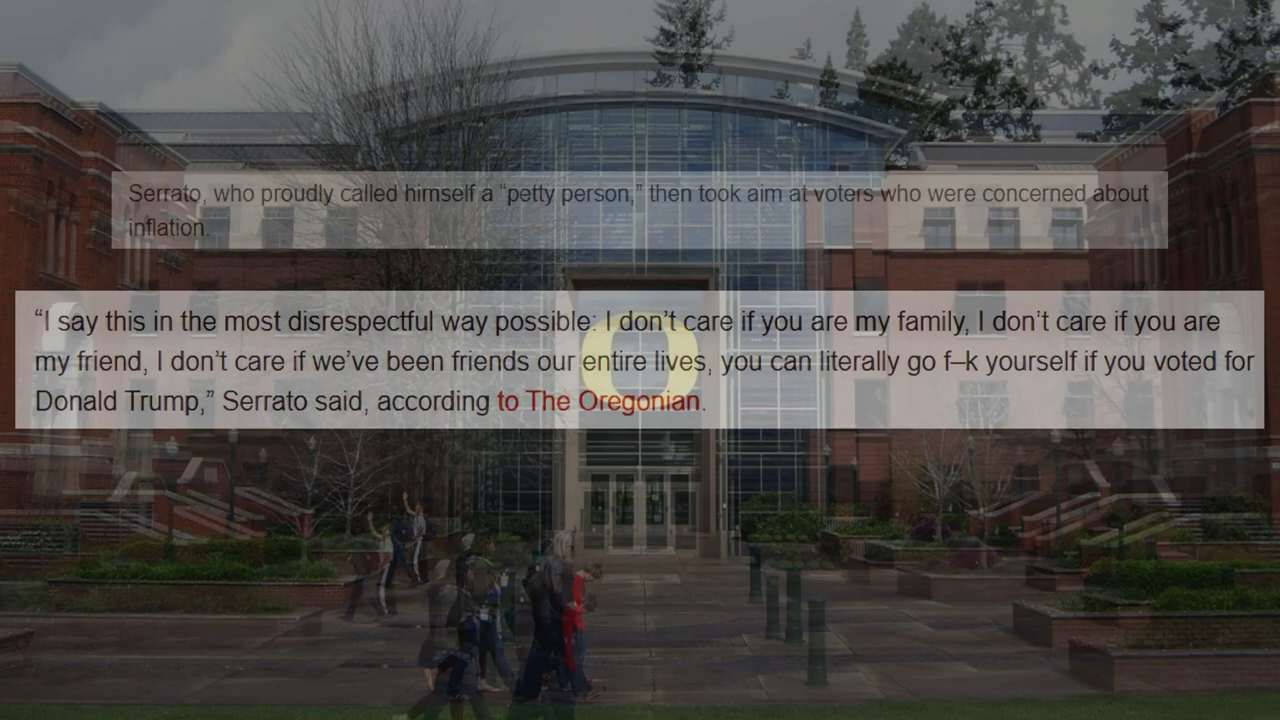 Serrato, who proudly called himself a “petty person,” then took aim at voters who were concerned about
inflation.
“I say this in the most disrespectful way possible: I don’t care if you are my family, I don’t care if you are
my friend, I don’t care if we’ve been friends our entire lives, you can literally go f–k yourself if you voted for
Donald Trump,” Serrato said, according to The Oregonian.
O